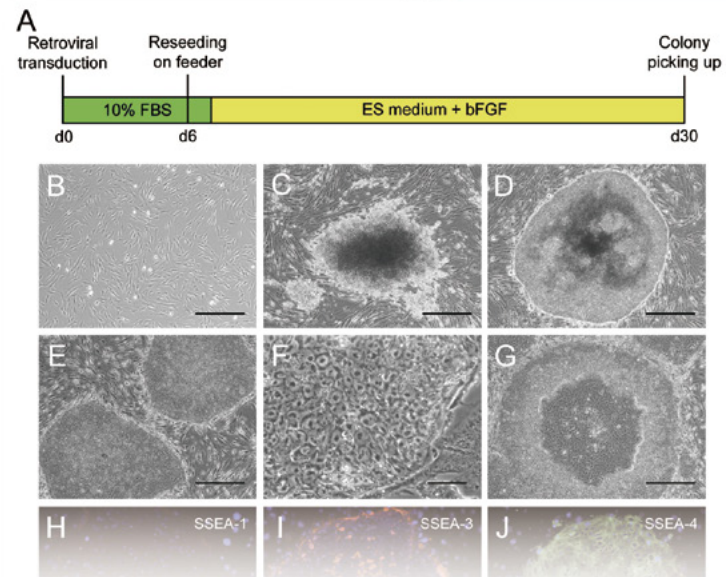 A
Retroviral
transduction
Reseeding
on feeder
Colony
picking up
10% FBS
ES medium + bFGF
d0
d6
d30
B
C
D
E
F
G
H
SSEA-1
I
SSEA-3
J
SSEA-4